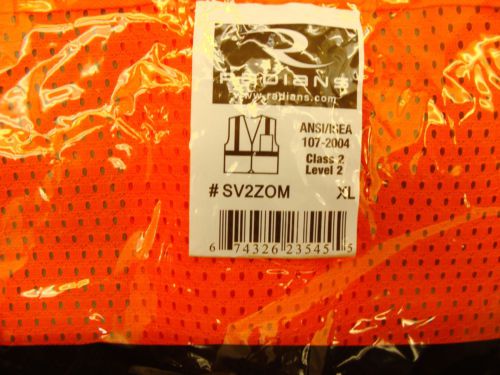 RADIANS
www.radians.com
ANSI/ISEA
107-2004
Class 2
Level 2
# SV2ZOM XL
6 74326 23545 5